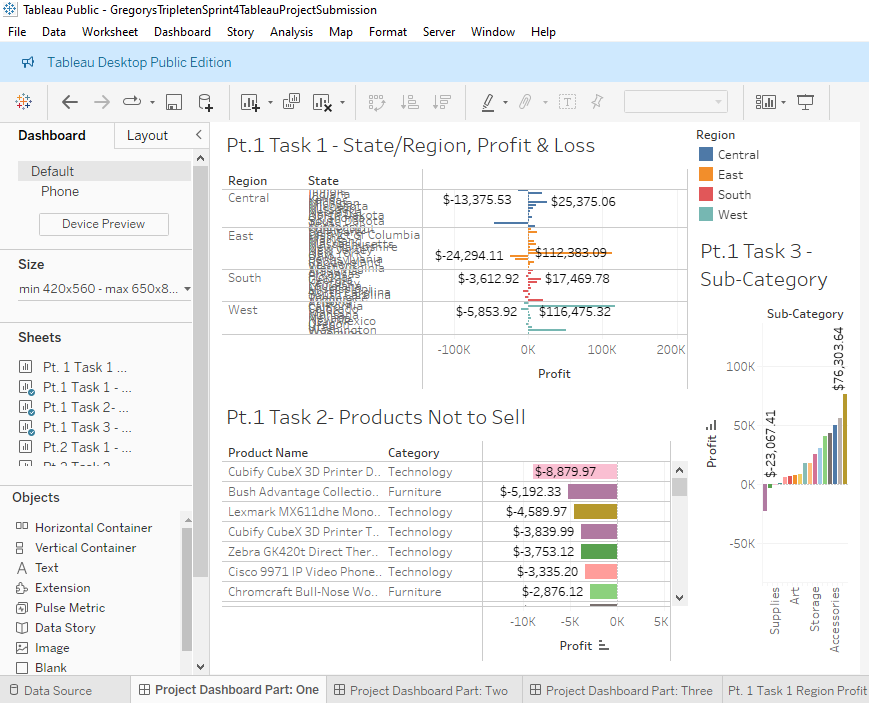 Tableau Public - GregorysTripletenSprint4TableauProjectSubmission
File Data Worksheet Dashboard Story Analysis Map Format Server Window Help
Tableau Desktop Public Edition
Dashboard Layout
Default
Phone
Device Preview
Size
min 420x560 - max 650x8...
Sheets
Pt. 1 Task 1 ...
Pt.1 Task 1 - ...
Pt.1 Task 2- ...
Pt.1 Task 3 - ...
Pt.2 Task 1 - ...
Objects
Horizontal Container
Vertical Container
Text
Extension
Pulse Metric
Data Story
Image
Blank
Pt.1 Task 1 - State/Region, Profit & Loss
Region State
Central
$-13,375.53 $25,375.06
East
$-24,294.11 $112,383.09
South
$-3,612.92 $17,469.78
West
$-5,853.92 $116,475.32
-100K 0K 100K 200K
Profit
Pt.1 Task 2- Products Not to Sell
Product Name Category
Cubify CubeX 3D Printer D.. Technology $-8,879.97
Bush Advantage Collectio.. Furniture $-5,192.33
Lexmark MX611dhe Mono.. Technology $-4,589.97
Cubify CubeX 3D Printer T.. Technology $-3,839.99
Zebra GK420t Direct Ther.. Technology $-3,753.12
Cisco 9971 IP Video Phone.. Technology $-3,335.20
Chromcraft Bull-Nose Wo.. Furniture $-2,876.12
-10K -5K 0K 5K
Profit
Region
Central
East
South
West
Pt.1 Task 3 -
Sub-Category
Sub-Category
$-23,067.41
$76,303.64
100K
50K
0K
-50K
Profit
Supplies
Art
Storage
Accessories
Data Source Project Dashboard Part: One Project Dashboard Part: Two Project Dashboard Part: Three Pt. 1 Task 1 Region Profit